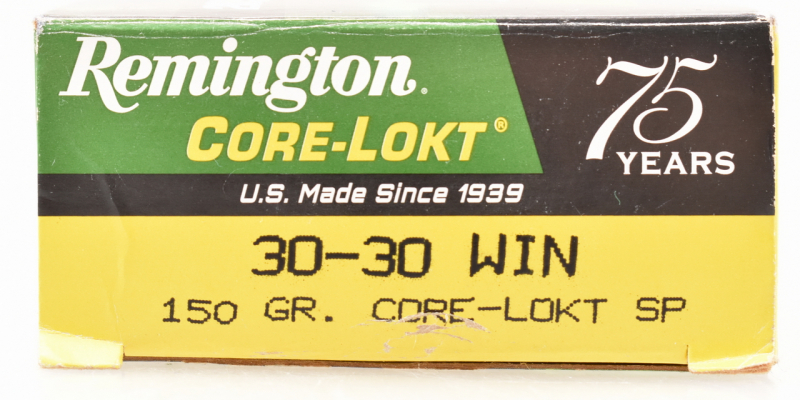 Remington.
CORE-LOKT®
75
YEARS
U.S. Made Since 1939
30-30 WIN
150 GR. CORE-LOKT SP